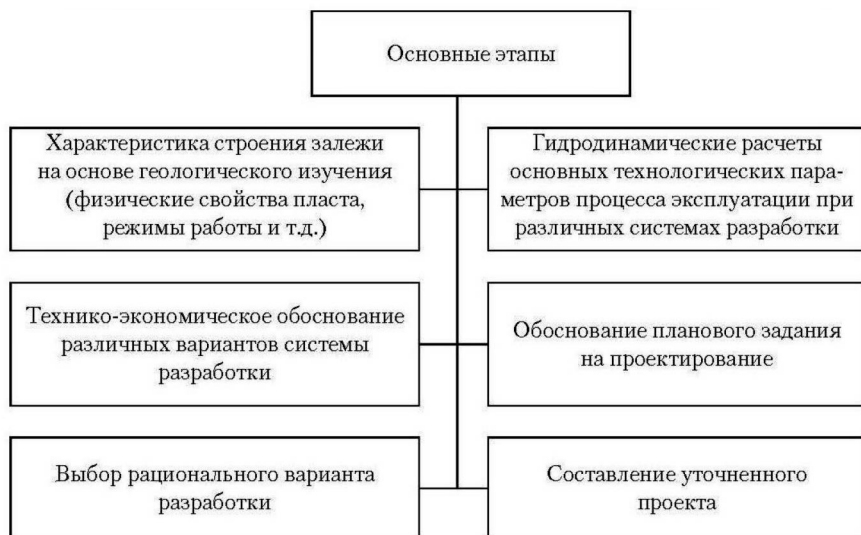 Основные этапы
Характеристика строения залежи
на основе геологического изучения
(физические свойства пласта,
режимы работы и т.д.)
Гидродинамические расчеты
основных технологических пара-
метров процесса эксплуатации при
различных системах разработки
Технико-экономическое обоснование
различных вариантов системы
разработки
Обоснование планового задания
на проектирование
Выбор рационального варианта
разработки
Составление уточненного
проекта